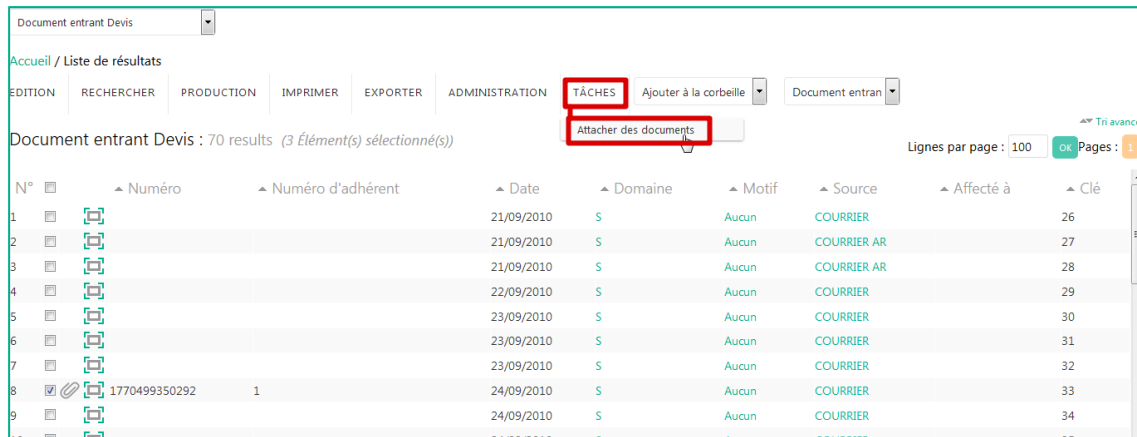 Document entrant Devis
Accueil / Liste de résultats
EDITION RECHERCHER PRODUCTION IMPRIMER EXPORTER ADMINISTRATION TÂCHES Ajouter à la corbeille Document entran
Attacher des documents
Tri avance
Document entrant Devis : 70 results (3 Élément(s) sélectionné(s))
Lignes par page : 100 OK Pages : 1
N° Numéro Numéro d'adhérent Date Domaine Motif Source Affecté à Clé
1 21/09/2010 S Aucun COURRIER 26
2 21/09/2010 S Aucun COURRIER AR 27
3 21/09/2010 S Aucun COURRIER AR 28
4 22/09/2010 S Aucun COURRIER 29
5 23/09/2010 S Aucun COURRIER 30
6 23/09/2010 S Aucun COURRIER 31
7 23/09/2010 S Aucun COURRIER 32
8 1770499350292 1 24/09/2010 S Aucun COURRIER 33
9 24/09/2010 S Aucun COURRIER 34